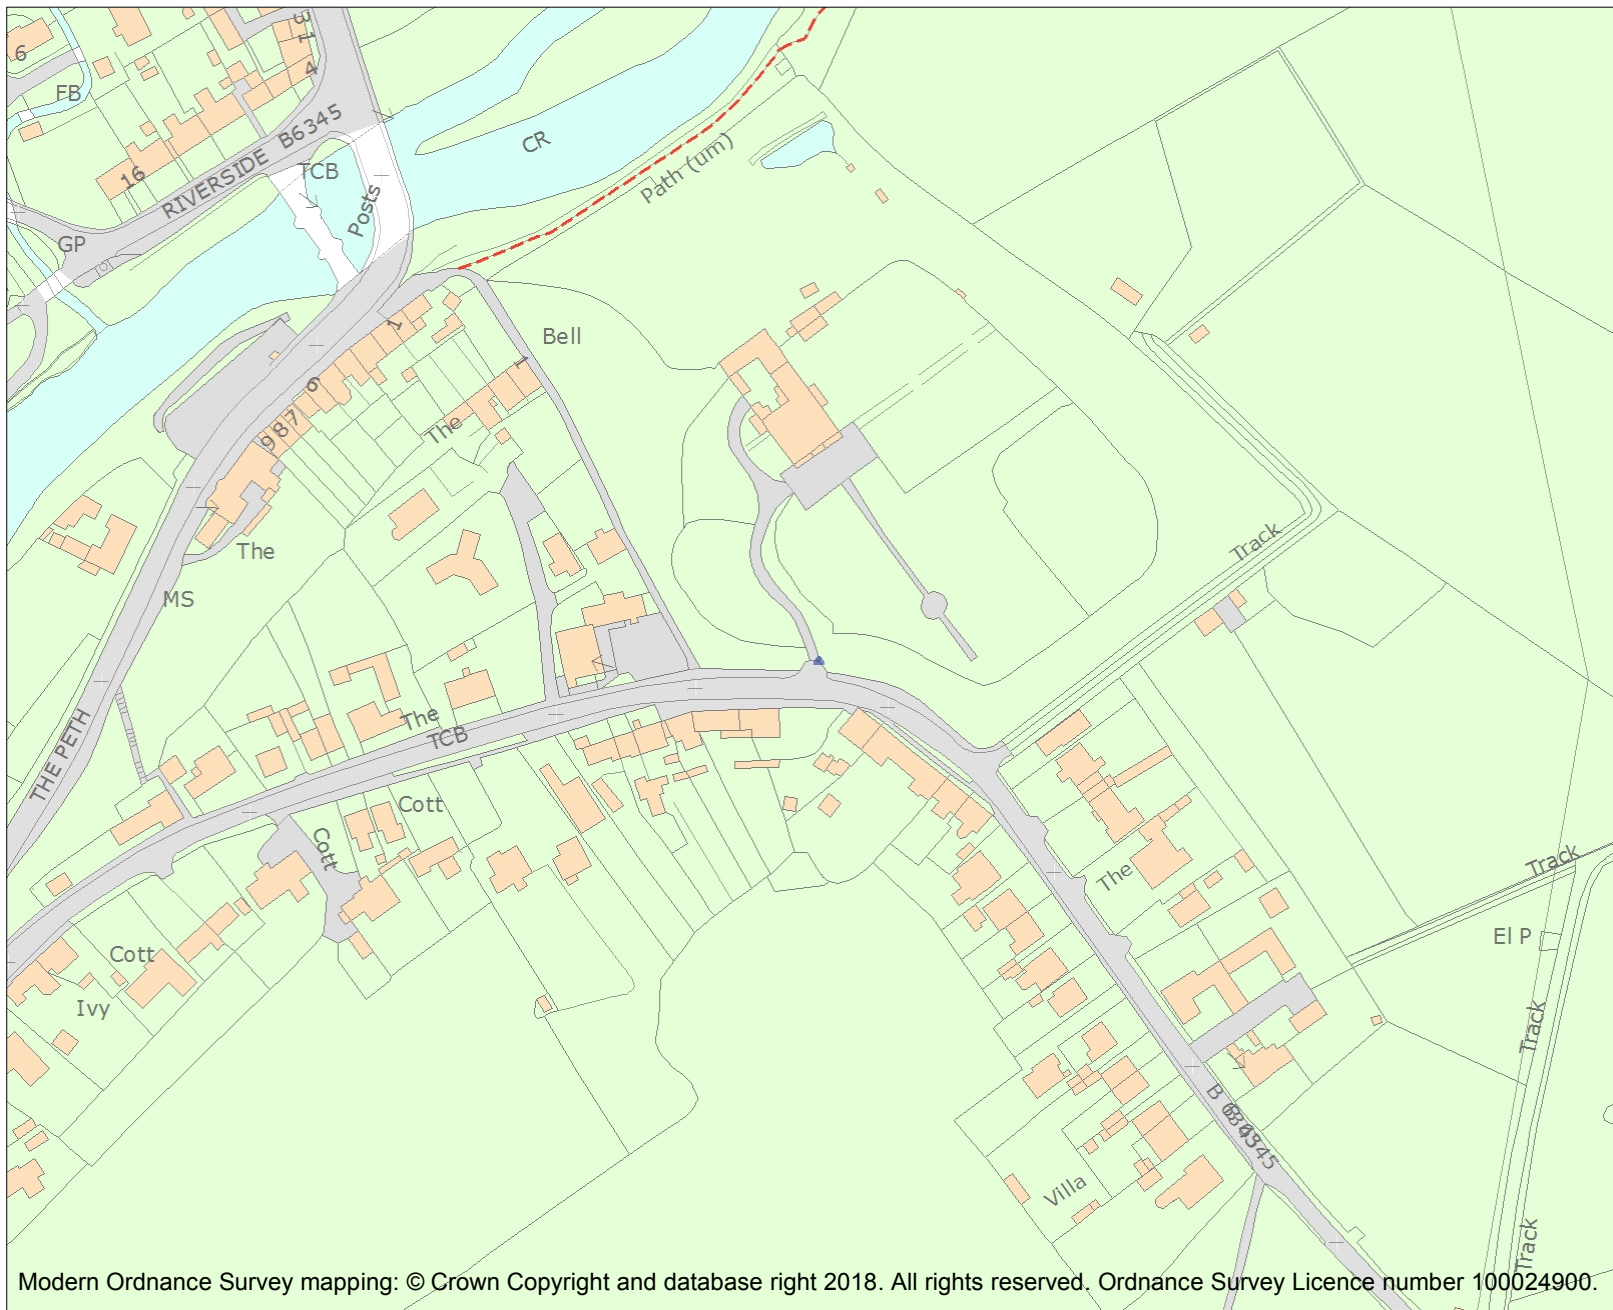 31
4
6
FB
RIVERSIDE B6345
16
TCB
Posts
CR
Path (um)
GP
1
Bell
1
6
987
The
The
MS
Track
THE PETH
The
TCB
Cott
Cott
The
Track
El P
Cott
Ivy
Track
B 6345
B 6345
Villa
Track
Modern Ordnance Survey mapping: © Crown Copyright and database right 2018. All rights reserved. Ordnance Survey Licence number 100024900.